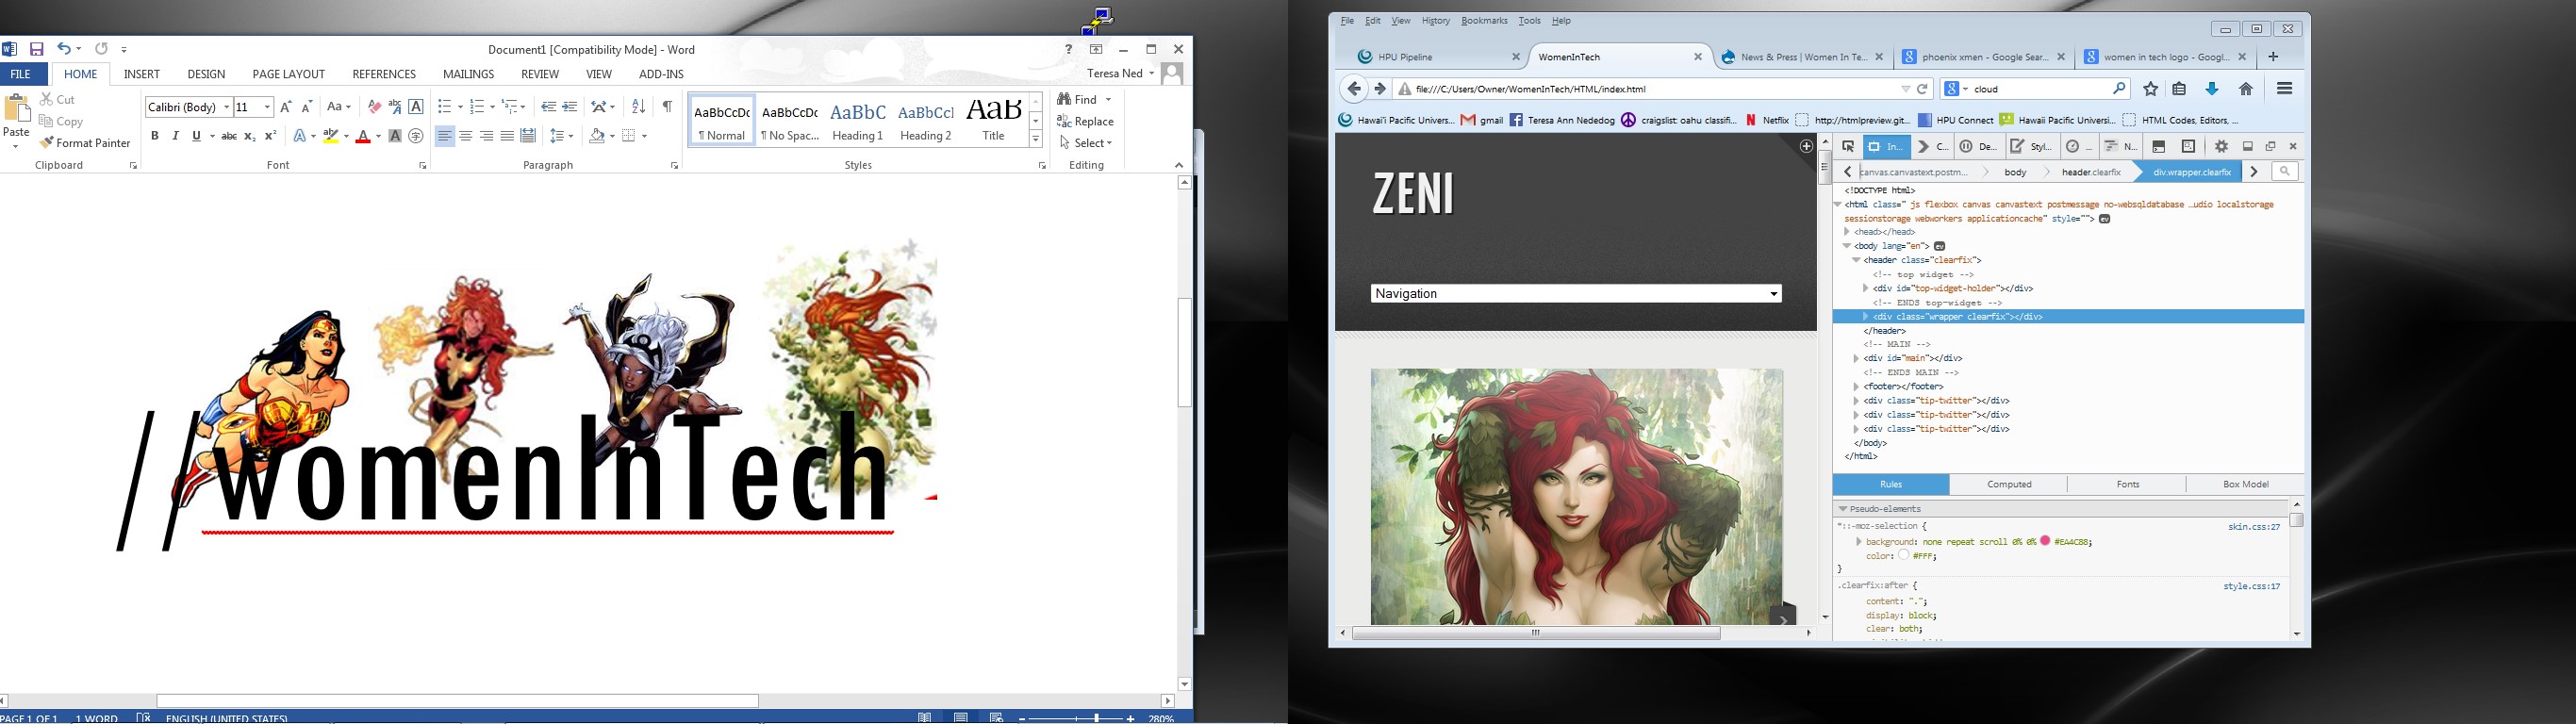 Document1 [Compatibility Mode] - Word
FILE HOME INSERT DESIGN PAGE LAYOUT REFERENCES MAILINGS REVIEW VIEW ADD-INS Teresa Ned
Cut
Copy
Format Painter
Paste
Clipboard
Calibri (Body) 11
Font
Paragraph
AaBbCcDc AaBbCcDc AaBbC AaBbCcI AaB
¶ Normal ¶ No Spac... Heading 1 Heading 2 Title
Styles
Find
Replace
Select
Editing
//womenInTech
PAGE 1 OF 1 1 WORD ENGLISH (UNITED STATES) 280%
File Edit View History Bookmarks Tools Help
HPU Pipeline WomenInTech News & Press | Women In Te... phoenix xmen - Google Sear... women in tech logo - Googl...
file:///C:/Users/Owner/WomenInTech/HTML/index.html cloud
Hawai'i Pacific Univers... gmail Teresa Ann Nededog craigslist: oahu classifi... Netflix http://htmlpreview.git... HPU Connect Hawaii Pacific Universi... HTML Codes, Editors, ...
ZENI
Navigation
In... C... De... Styl... ... N...
canvas.canvastext.postm... body header.clearfix div.wrapper.clearfix
<!DOCTYPE html>
<html class=" js flexbox canvas canvastext postmessage no-websqldatabase …udio localstorage
sessionstorage webworkers applicationcache" style=""> ev
<head></head>
<body lang="en"> ev
<header class="clearfix">
<!-- top widget -->
<div id="top-widget-holder"></div>
<!-- ENDS top-widget -->
<div class="wrapper clearfix"></div>
</header>
<!-- MAIN -->
<div id="main"></div>
<!-- ENDS MAIN -->
<footer></footer>
<div class="tip-twitter"></div>
<div class="tip-twitter"></div>
<div class="tip-twitter"></div>
</body>
</html>
Rules Computed Fonts Box Model
Pseudo-elements
*::-moz-selection { skin.css:27
background: none repeat scroll 0% 0% #EA4C88;
color: #FFF;
}
.clearfix:after { style.css:17
content: ".";
display: block;
clear: both;